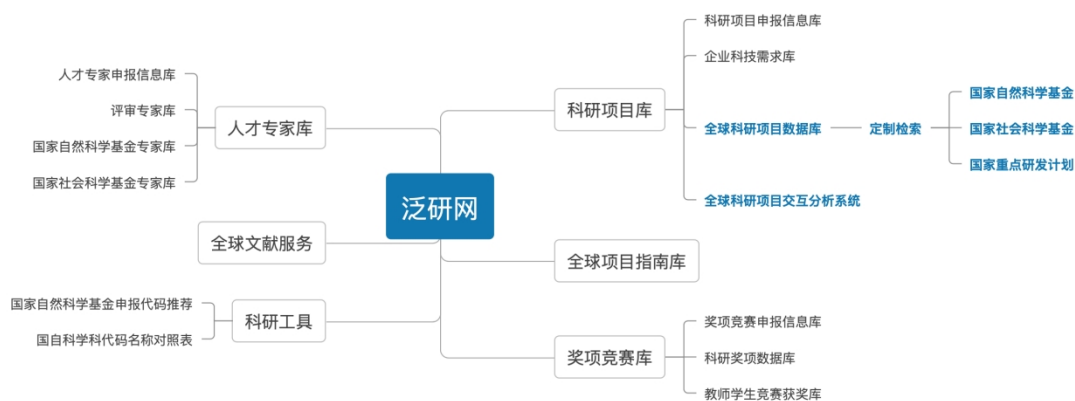 泛研网
人才专家库
人才专家申报信息库
评审专家库
国家自然科学基金专家库
国家社会科学基金专家库
全球文献服务
科研工具
国家自然科学基金申报代码推荐
国自科学科代码名称对照表
科研项目库
科研项目申报信息库
企业科技需求库
全球科研项目数据库
定制检索
国家自然科学基金
国家社会科学基金
国家重点研发计划
全球科研项目交互分析系统
全球项目指南库
奖项竞赛库
奖项竞赛申报信息库
科研奖项数据库
教师学生竞赛获奖库